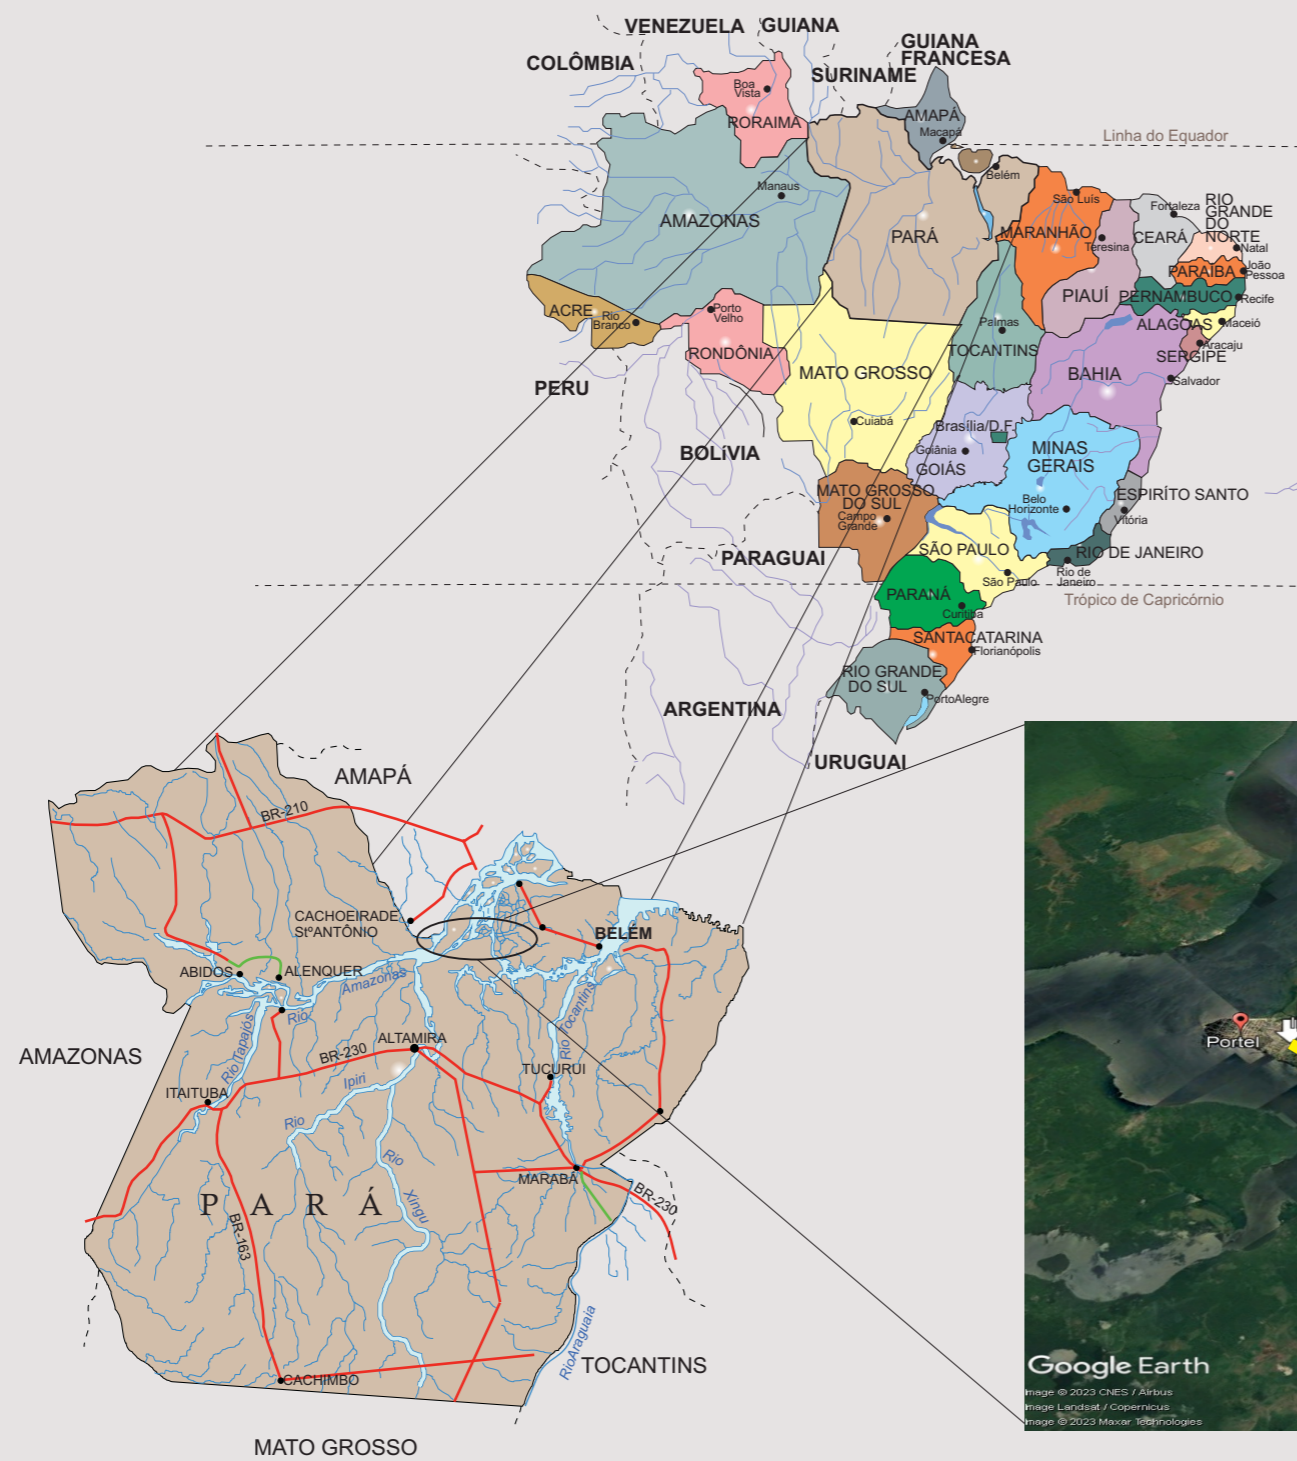 VENEZUELA
GUIANA
GUIANA
FRANCESA
COLÔMBIA
SURINAME
Boa
Vista
RORAIMA
AMAPÁ
Macapá
Linha do Equador
Belém
Manaus
São Luís
Fortaleza
RIO
GRANDE
DO
NORTE
AMAZONAS
PARÁ
MARANHÃO
Teresina
CEARÁ
Natal
PARAIBA
João
Pessoa
PIAUÍ
PERNAMBUCO
Recife
ACRE
Rio
Branco
Porto
Velho
Palmas
ALAGOAS
Maceió
RONDÔNIA
TOCANTINS
Aracaju
SERGIPE
MATO GROSSO
BAHIA
Salvador
PERU
Cuiabá
Brasília/D.F.
Goiânia
GOIÁS
MINAS
GERAIS
BOLíVIA
MATO GROSSO
DO SUL
Campo
Grande
Belo
Horizonte
ESPIRÍTO SANTO
Vitória
PARAGUAI
SÃO PAULO
RIO DE JANEIRO
São Paulo
Rio de
Janeiro
PARANÁ
Curitiba
Trópico de Capricórnio
SANTACATARINA
Florianópolis
RIO GRANDE
DO SUL
PortoAlegre
ARGENTINA
URUGUAI
AMAPÁ
BR-210
CACHOEIRADE
StºANTÔNIO
BELÉM
ABIDOS
ALENQUER
Amazonas
Rio
Rio Tapajós
Rio Tocantins
AMAZONAS
ALTAMIRA
BR-230
Ipiri
TUCURUI
ITAITUBA
Rio
Rio
Xingu
MARABÁ
BR-230
PARÁ
BR-163
RioAraguaia
TOCANTINS
CACHIMBO
MATO GROSSO
Portel
Google Earth
Image © 2023 CNES / Airbus
Image Landsat / Copernicus
Image © 2023 Maxar Technologies